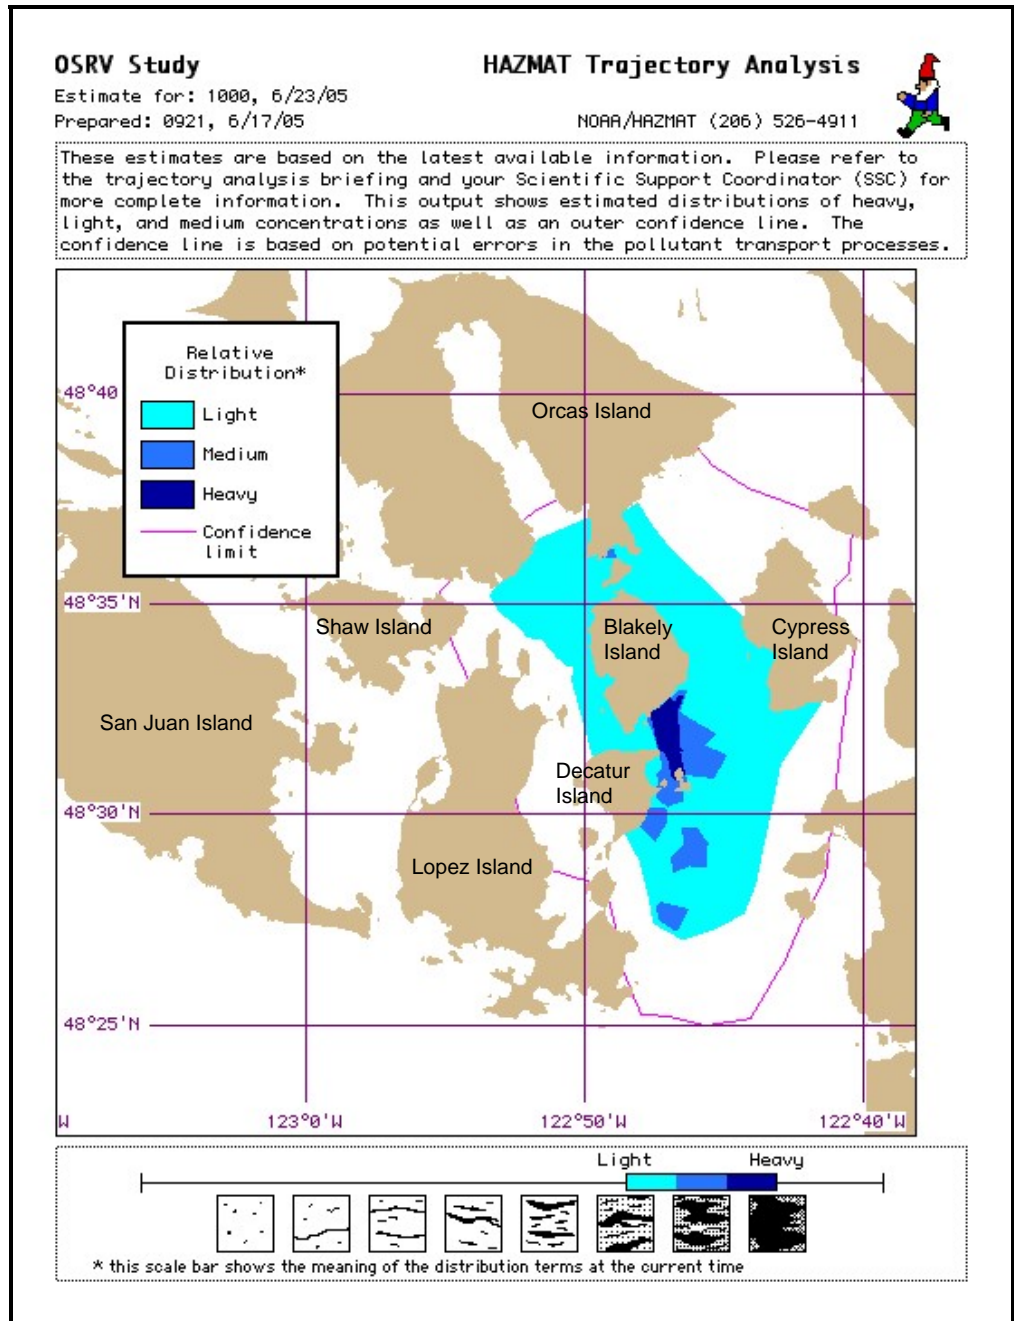 OSRV Study
HAZMAT Trajectory Analysis
Estimate for: 1000, 6/23/05
Prepared: 0921, 6/17/05
NOAA/HAZMAT (206) 526-4911
These estimates are based on the latest available information. Please refer to
the trajectory analysis briefing and your Scientific Support Coordinator (SSC) for
more complete information. This output shows estimated distributions of heavy,
light, and medium concentrations as well as an outer confidence line. The
confidence line is based on potential errors in the pollutant transport processes.
Relative
Distribution*
Light
Medium
Heavy
Confidence
limit
48°40
Orcas Island
48°35'N
Shaw Island
Blakely
Island
Cypress
Island
San Juan Island
Decatur
Island
48°30'N
Lopez Island
48°25'N
W
123°0'W
122°50'W
122°40'W
Light
Heavy
* this scale bar shows the meaning of the distribution terms at the current time